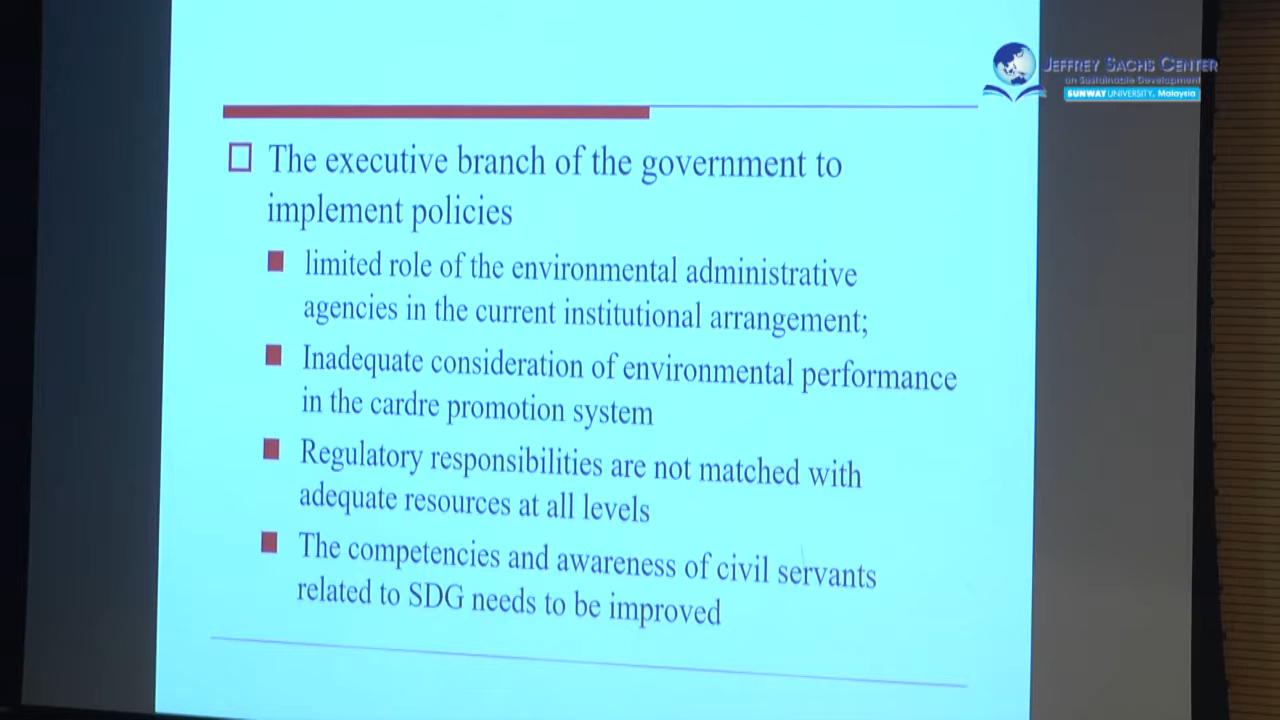 JEFFREY SACHS CENTER
on Sustainable Development
SUNWAY UNIVERSITY, Malaysia
The executive branch of the government to
implement policies
limited role of the environmental administrative
agencies in the current institutional arrangement;
Inadequate consideration of environmental performance
in the cardre promotion system
Regulatory responsibilities are not matched with
adequate resources at all levels
The competencies and awareness of civil servants
related to SDG needs to be improved